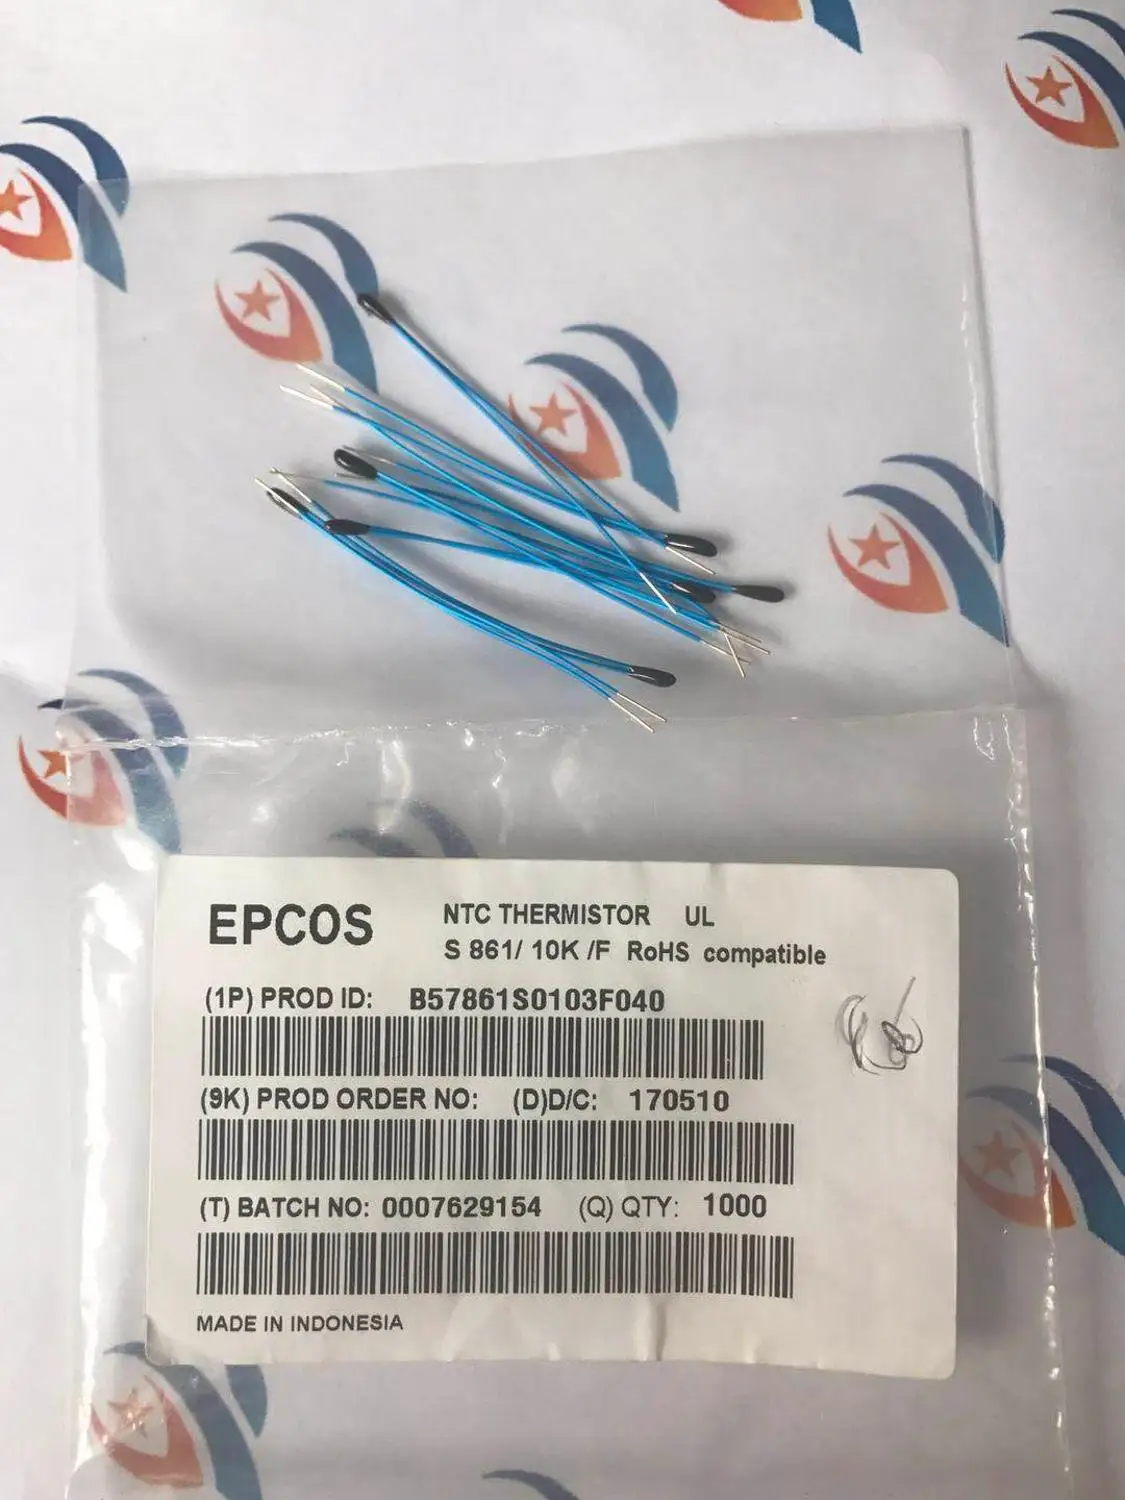 EPCOS NTC THERMISTOR UL
S 861/ 10K /F RoHS compatible
(1P) PROD ID: B57861S0103F040
(9K) PROD ORDER NO: (D)D/C: 170510
(T) BATCH NO: 0007629154 (Q) QTY: 1000
MADE IN INDONESIA